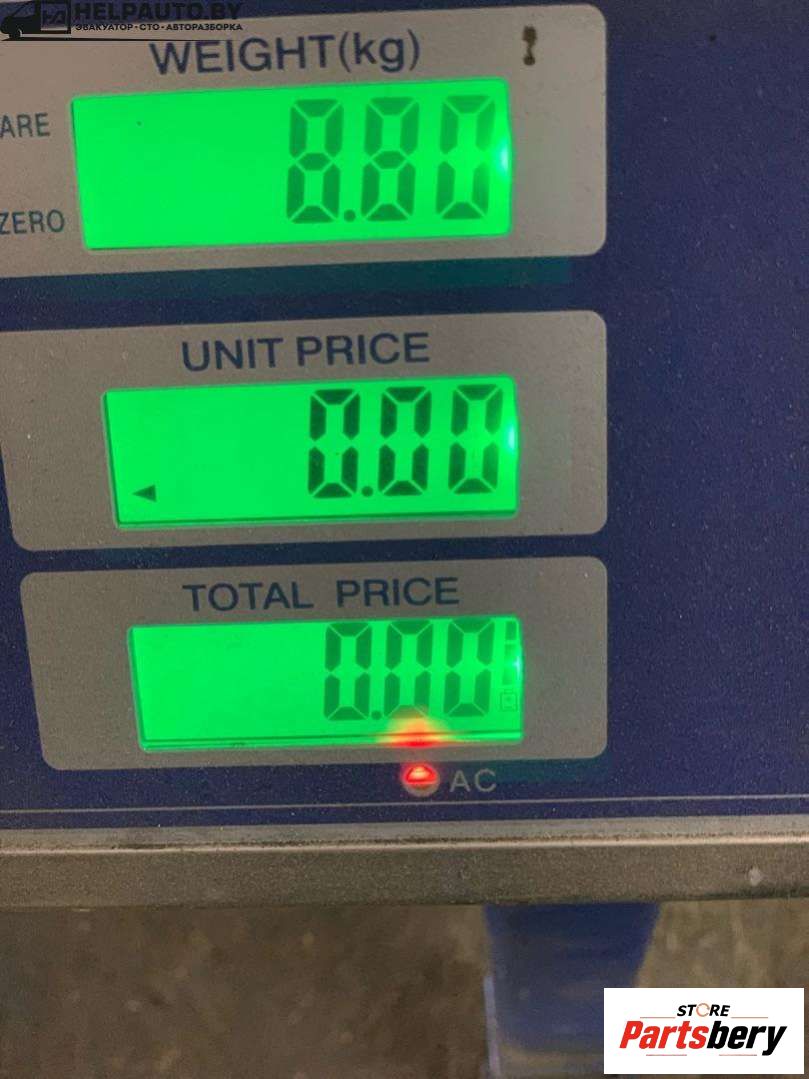 HELPAUTO.BY
ЭВАКУАТОР·СТО·АВТОРАЗБОРКА
WEIGHT(kg)
ARE
8.80
ZERO
UNIT PRICE
0.00
TOTAL PRICE
0.00
AC
STORE
Partsbery